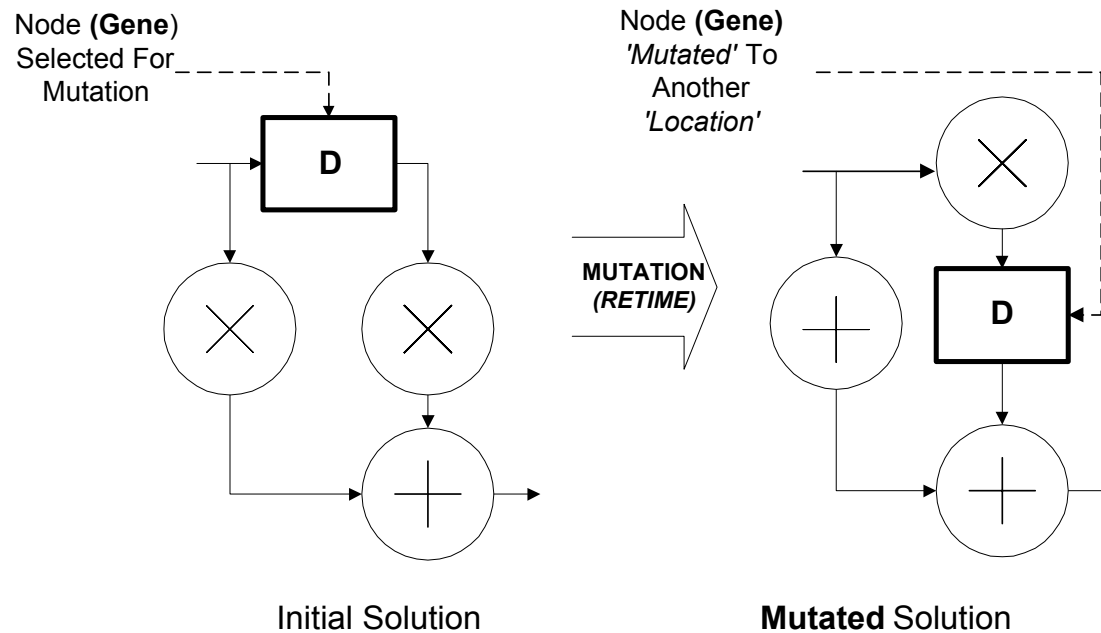 Node (Gene)
Selected For
Mutation
D
Initial Solution
MUTATION
(RETIME)
Node (Gene)
'Mutated' To
Another
'Location'
D
Mutated Solution